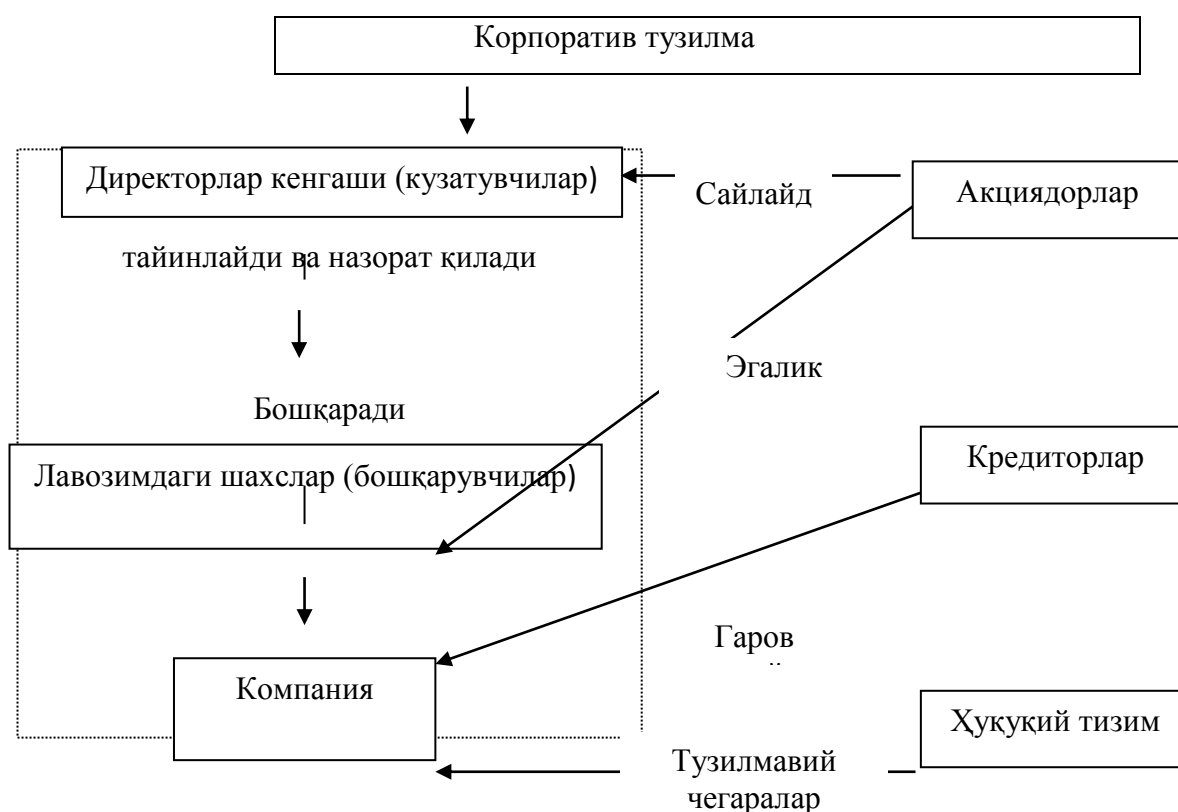 Корпоратив тузилма
Директорлар кенгаши (кузатувчилар)
Сайлайд
Акциядорлар
тайинлайди ва назорат қилади
Эгалик
Бошқаради
Лавозимдаги шахслар (бошқарувчилар)
Кредиторлар
Гаров
Компания
Ҳуқуқий тизим
Тузилмавий
чегаралар